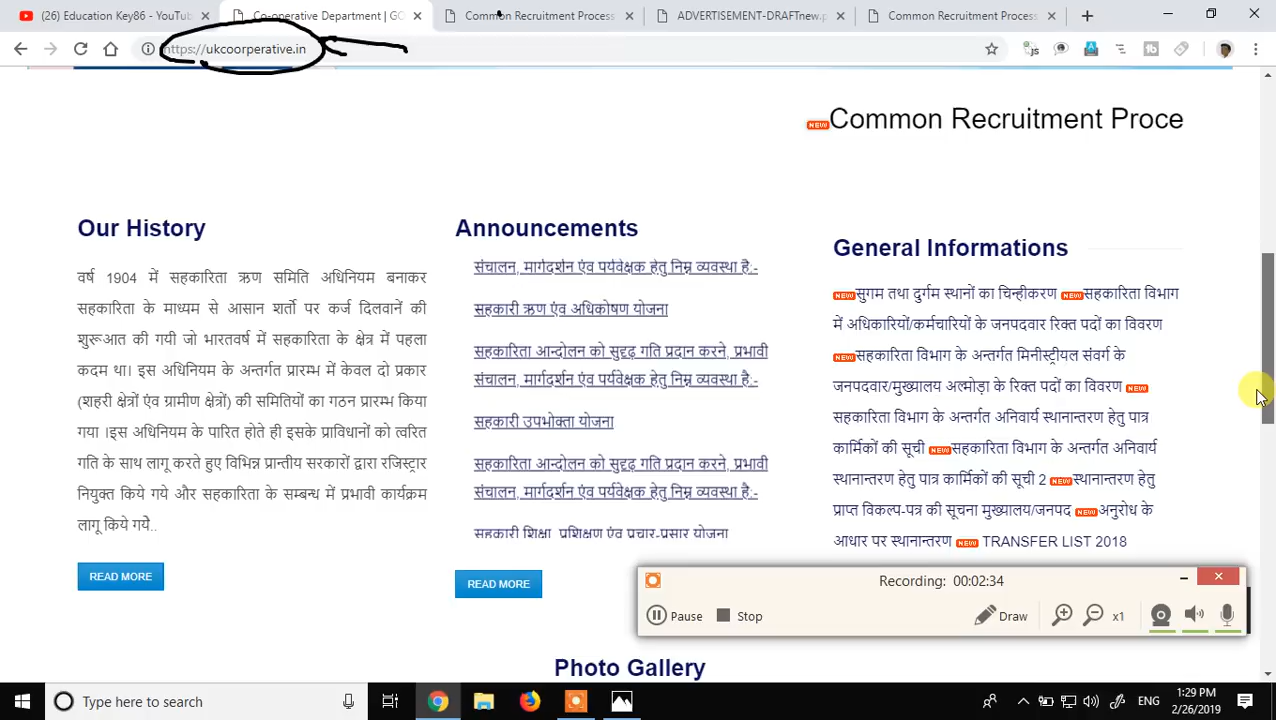 (26) Education Key86 - YouTub
Co-operative Department | GO
Common Recruitment Process
ADVERTISEMENT-DRAFTnew.p
Common Recruitment Process
https://ukcoorperative.in
NEW Common Recruitment Proce
Our History
वर्ष 1904 में सहकारिता ऋण समिति अधिनियम बनाकर
सहकारिता के माध्यम से आसान शर्तो पर कर्ज दिलवानें की
शुरूआत की गयी जो भारतवर्ष में सहकारिता के क्षेत्र में पहला
कदम था। इस अधिनियम के अन्तर्गत प्रारम्भ में केवल दो प्रकार
(शहरी क्षेत्रों एंव ग्रामीण क्षेत्रों) की समितियों का गठन प्रारम्भ किया
गया ।इस अधिनियम के पारित होते ही इसके प्राविधानों को त्वरित
गति के साथ लागू करते हुए विभिन्न प्रान्तीय सरकारों द्वारा रजिस्ट्रार
नियुक्त किये गये और सहकारिता के सम्बन्ध में प्रभावी कार्यक्रम
लागू किये गयेे..
READ MORE
Announcements
संचालन, मार्गदर्शन एंव पर्यवेक्षक हेतु निम्न व्यवस्था है:-
सहकारी ऋण एंव अधिकोषण योजना
सहकारिता आन्दोलन को सुदृढ़ गति प्रदान करने, प्रभावी
संचालन, मार्गदर्शन एंव पर्यवेक्षक हेतु निम्न व्यवस्था है:-
सहकारी उपभोक्ता योजना
सहकारिता आन्दोलन को सुदृढ़ गति प्रदान करने, प्रभावी
संचालन, मार्गदर्शन एंव पर्यवेक्षक हेतु निम्न व्यवस्था है:-
सहकारी शिक्षा, प्रशिक्षण एंव प्रचार-प्रसार योजना
READ MORE
General Informations
NEW सुगम तथा दुर्गम स्थानों का चिन्हीकरण NEW सहकारिता विभाग
में अधिकारियों/कर्मचारियों के जनपदवार रिक्त पदों का विवरण
NEW सहकारिता विभाग के अन्तर्गत मिनीस्ट्रीयल संवर्ग के
जनपदवार/मुख्यालय अल्मोड़ा के रिक्त पदों का विवरण NEW
सहकारिता विभाग के अन्तर्गत अनिवार्य स्थानान्तरण हेतु पात्र
कार्मिकों की सूची NEW सहकारिता विभाग के अन्तर्गत अनिवार्य
स्थानान्तरण हेतु पात्र कार्मिकों की सूची 2 NEW स्थानान्तरण हेतु
प्राप्त विकल्प-पत्र की सूचना मुख्यालय/जनपद NEW अनुरोध के
आधार पर स्थानान्तरण NEW TRANSFER LIST 2018
Recording: 00:02:34
Pause Stop Draw x1
Photo Gallery
Type here to search
ENG
1:29 PM
2/26/2019